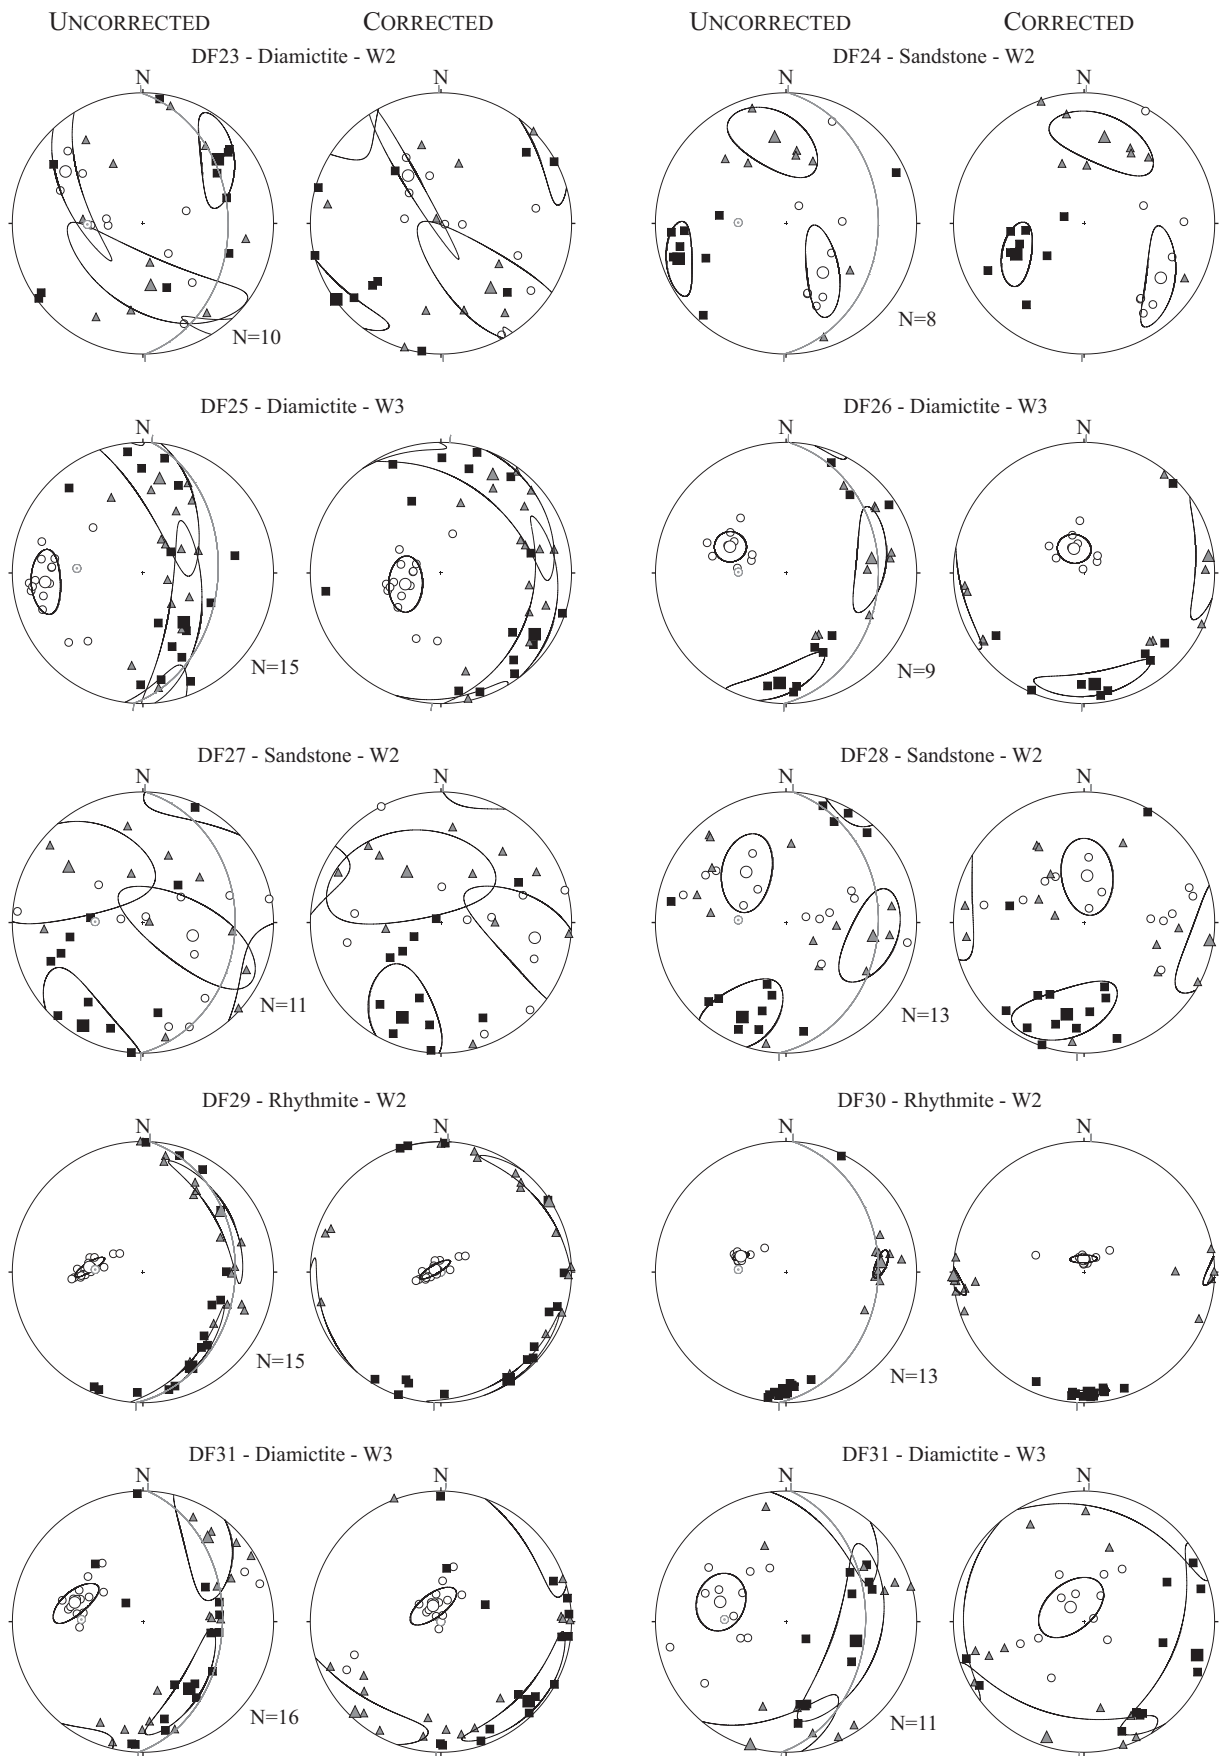 UNCORRECTED CORRECTED UNCORRECTED CORRECTED
DF23 - Diamictite - W2 DF24 - Sandstone - W2
N N
N=10 N=8
DF25 - Diamictite - W3 DF26 - Diamictite - W3
N N
N=15 N=9
DF27 - Sandstone - W2 DF28 - Sandstone - W2
N N
N=11 N=13
DF29 - Rhythmite - W2 DF30 - Rhythmite - W2
N N N N
N=15 N=13
DF31 - Diamictite - W3 DF31 - Diamictite - W3
N N N N
N=16 N=11